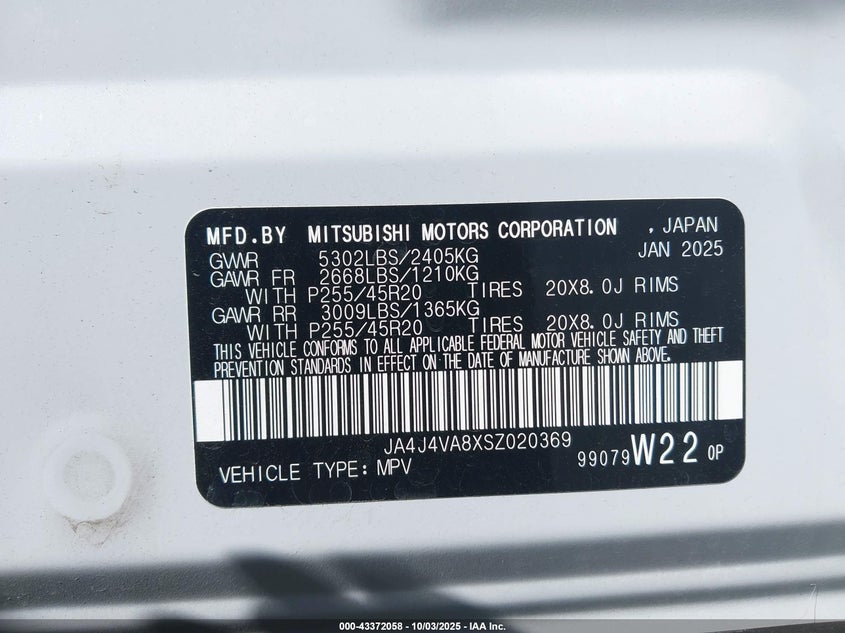 MFD.BY MITSUBISHI MOTORS CORPORATION , JAPAN
GVWR 5302LBS/2405KG JAN 2025
GAWR FR 2668LBS/1210KG
WITH P255/45R20 TIRES 20X8.0J RIMS
GAWR RR 3009LBS/1365KG
WITH P255/45R20 TIRES 20X8.0J RIMS
THIS VEHICLE CONFORMS TO ALL APPLICABLE FEDERAL MOTOR VEHICLE SAFETY AND THEFT
PREVENTION STANDARDS IN EFFECT ON THE DATE OF MANUFACTURE SHOWN ABOVE.
JA4J4VA8XSZ020369
VEHICLE TYPE: MPV 99079 W22 0P
000-43372058 - 10/03/2025 - IAA Inc.